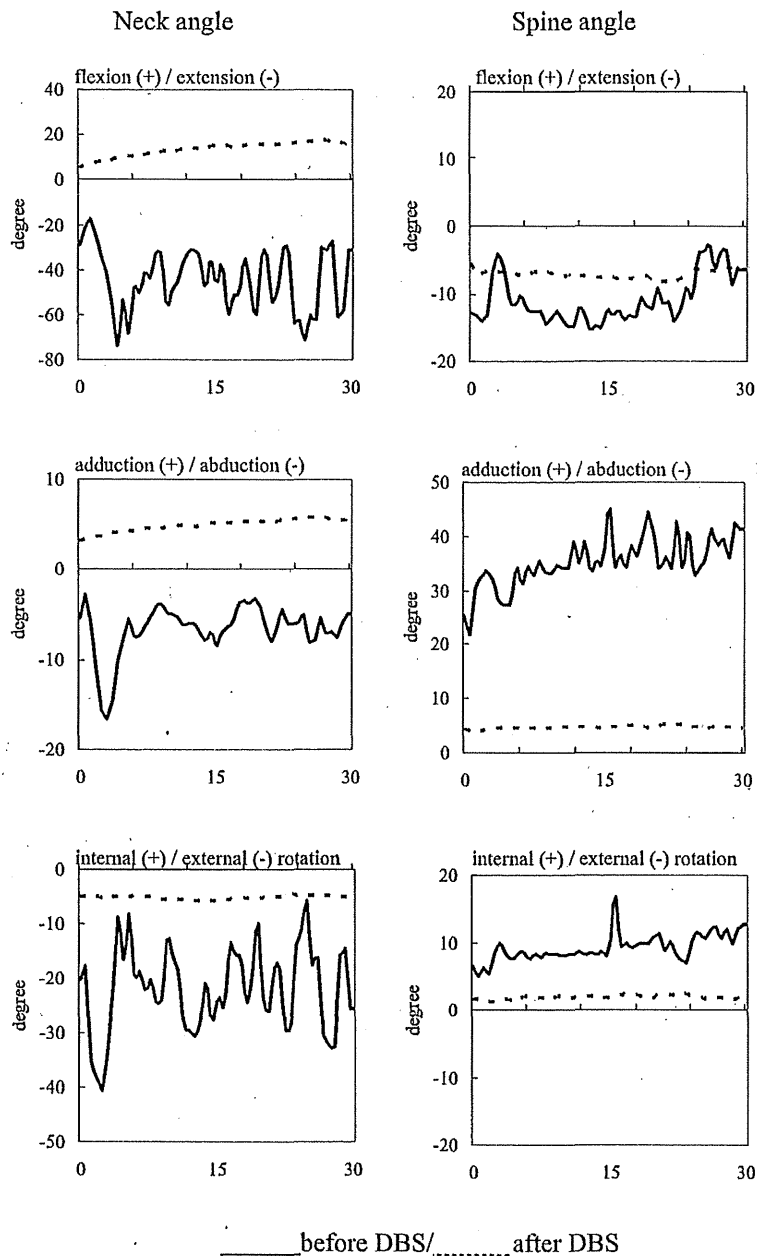 Neck angle
Spine angle
flexion (+) / extension (-)
40
20
0
-20
-40
-60
-80
degree
0 15 30
flexion (+) / extension (-)
20
20
0
-10
-20
degree
0 15 30
adduction (+) / abduction (-)
10
0
-10
-20
degree
0 15 30
adduction (+) / abduction (-)
50
40
30
20
10
0
degree
0 15 30
internal (+) / external (-) rotation
0
-10
-20
-30
-40
-50
degree
0 15 30
internal (+) / external (-) rotation
20
10
0
-10
-20
degree
0 15 30
before DBS/ after DBS